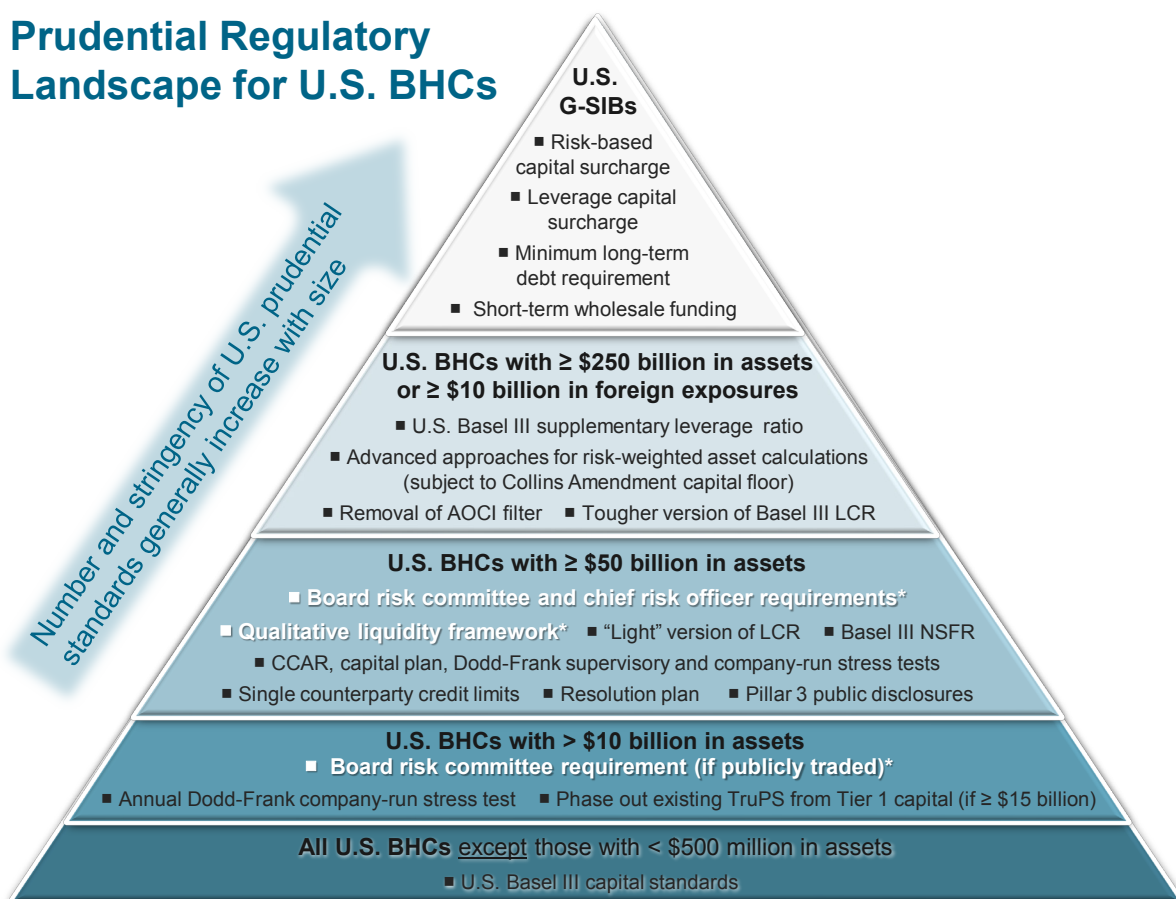 Prudential Regulatory
Landscape for U.S. BHCs
Number and stringency of U.S. prudential
standards generally increase with size
U.S.
G-SIBs
■ Risk-based
capital surcharge
■ Leverage capital
surcharge
■ Minimum long-term
debt requirement
■ Short-term wholesale funding
U.S. BHCs with ≥ $250 billion in assets
or ≥ $10 billion in foreign exposures
■ U.S. Basel III supplementary leverage ratio
■ Advanced approaches for risk-weighted asset calculations
(subject to Collins Amendment capital floor)
■ Removal of AOCI filter ■ Tougher version of Basel III LCR
U.S. BHCs with ≥ $50 billion in assets
■ Board risk committee and chief risk officer requirements*
■ Qualitative liquidity framework* ■ “Light” version of LCR ■ Basel III NSFR
■ CCAR, capital plan, Dodd-Frank supervisory and company-run stress tests
■ Single counterparty credit limits ■ Resolution plan ■ Pillar 3 public disclosures
U.S. BHCs with > $10 billion in assets
■ Board risk committee requirement (if publicly traded)*
■ Annual Dodd-Frank company-run stress test ■ Phase out existing TruPS from Tier 1 capital (if ≥ $15 billion)
All U.S. BHCs except those with < $500 million in assets
■ U.S. Basel III capital standards